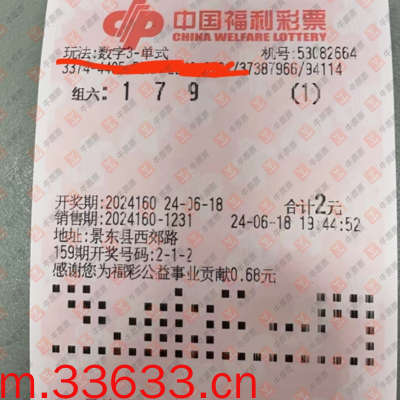 中国福利彩票
CHINA WELFARE LOTTERY
玩法:数字3-单式 机号:53082664
/37387966/94114
组六: 1 7 9 (1)
开奖期:2024160 24-06-18 合计2元
销售期:2024160-1231 24-06-18 19:44:52
地址:景东县西郊路
159期开奖号码:2-1-2
感谢您为福彩公益事业贡献0.68元
m.33633.cn